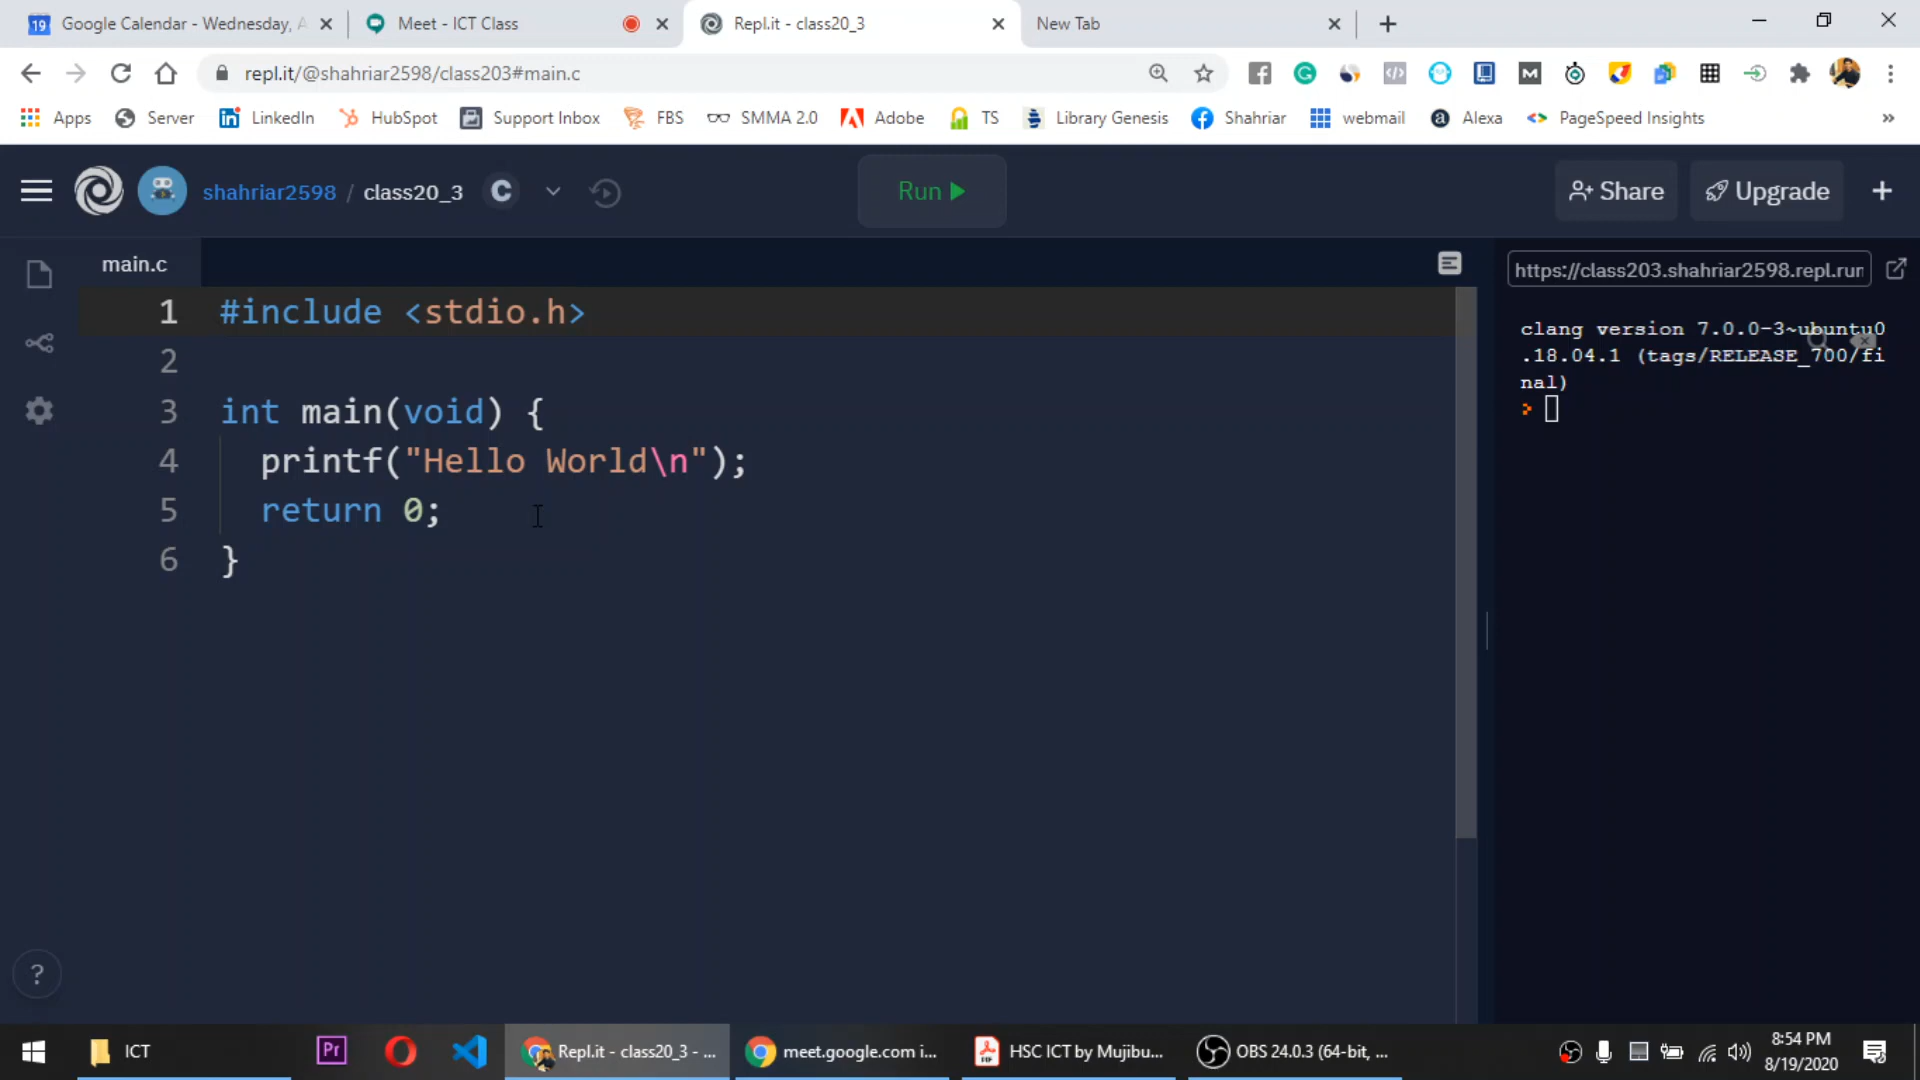 Google Calendar - Wednesday, A
Meet - ICT Class
Repl.it - class20_3
New Tab
repl.it/@shahriar2598/class203#main.c
Apps
Server
LinkedIn
HubSpot
Support Inbox
FBS
SMMA 2.0
Adobe
TS
Library Genesis
Shahriar
webmail
Alexa
PageSpeed Insights
»
shahriar2598 / class20_3
C
Run
Share
Upgrade
main.c
https://class203.shahriar2598.repl.run
1 #include <stdio.h>
2
3 int main(void) {
4 printf("Hello World\n");
5 return 0;
6 }
clang version 7.0.0-3~ubuntu0
.18.04.1 (tags/RELEASE_700/fi
nal)
>
?
ICT
Pr
Repl.it - class20_3 - ...
meet.google.com i...
HSC ICT by Mujibu...
OBS 24.0.3 (64-bit, ...
8:54 PM
8/19/2020